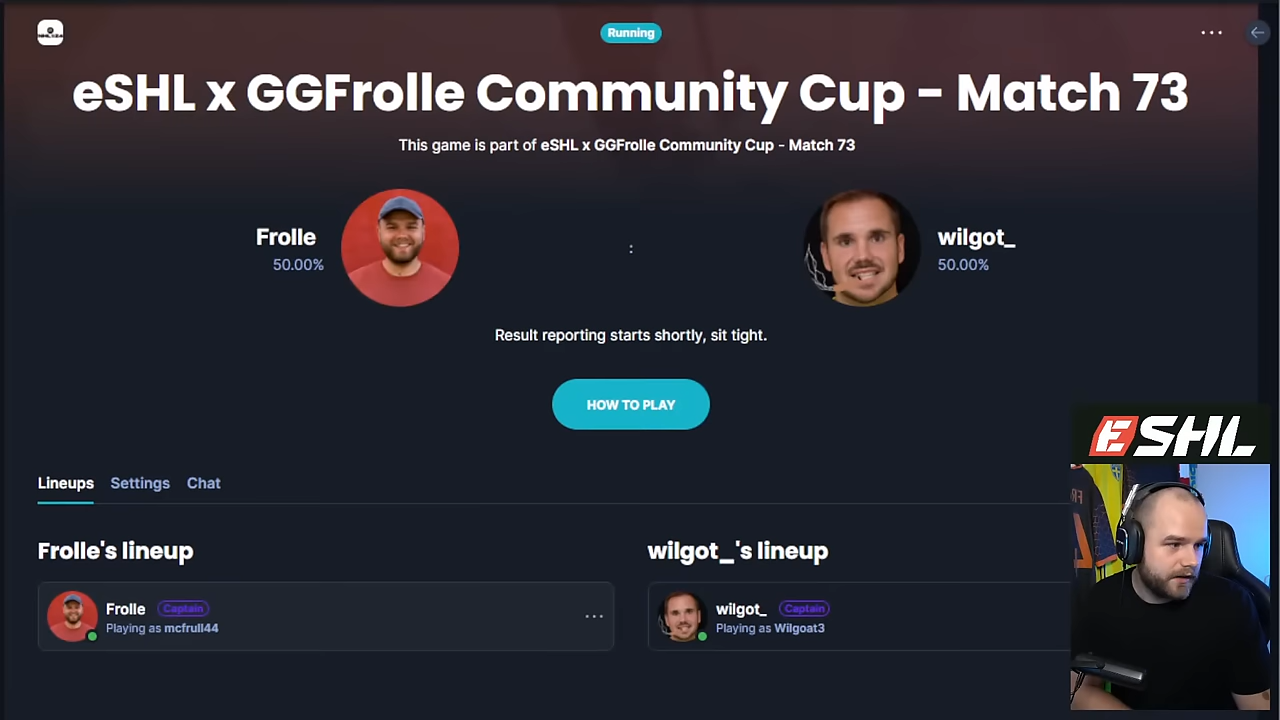 Running
eSHL x GGFrolle Community Cup - Match 73
This game is part of eSHL x GGFrolle Community Cup - Match 73
Frolle
50.00%
:
wilgot_
50.00%
Result reporting starts shortly, sit tight.
HOW TO PLAY
ESHL
Lineups Settings Chat
Frolle's lineup
Frolle Captain
Playing as mcfrull44
wilgot_'s lineup
wilgot_ Captain
Playing as Wilgoat3